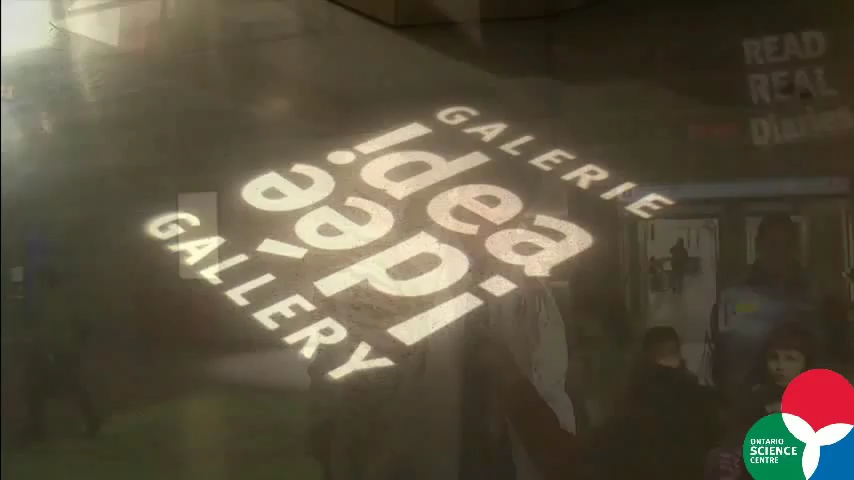 GALERIE
idea
idée
GALLERY
READ
REAL
Diaries
ONTARIO
SCIENCE
CENTRE